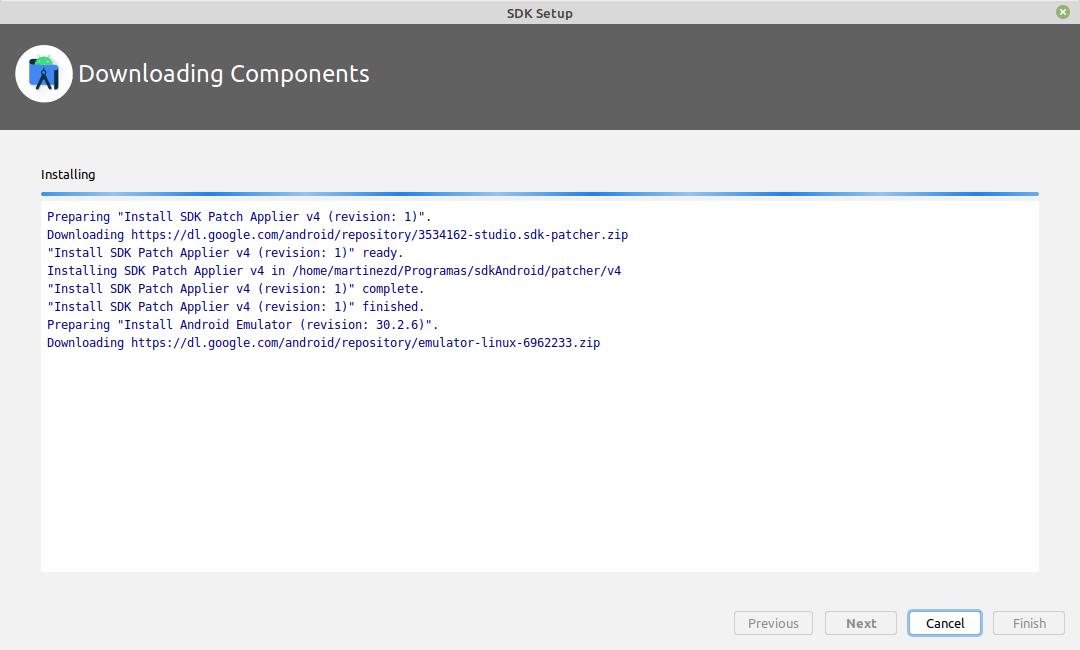 SDK Setup
Downloading Components
Installing
Preparing "Install SDK Patch Applier v4 (revision: 1)".
Downloading https://dl.google.com/android/repository/3534162-studio.sdk-patcher.zip
"Install SDK Patch Applier v4 (revision: 1)" ready.
Installing SDK Patch Applier v4 in /home/martinezd/Programas/sdkAndroid/patcher/v4
"Install SDK Patch Applier v4 (revision: 1)" complete.
"Install SDK Patch Applier v4 (revision: 1)" finished.
Preparing "Install Android Emulator (revision: 30.2.6)".
Downloading https://dl.google.com/android/repository/emulator-linux-6962233.zip
Previous Next Cancel Finish